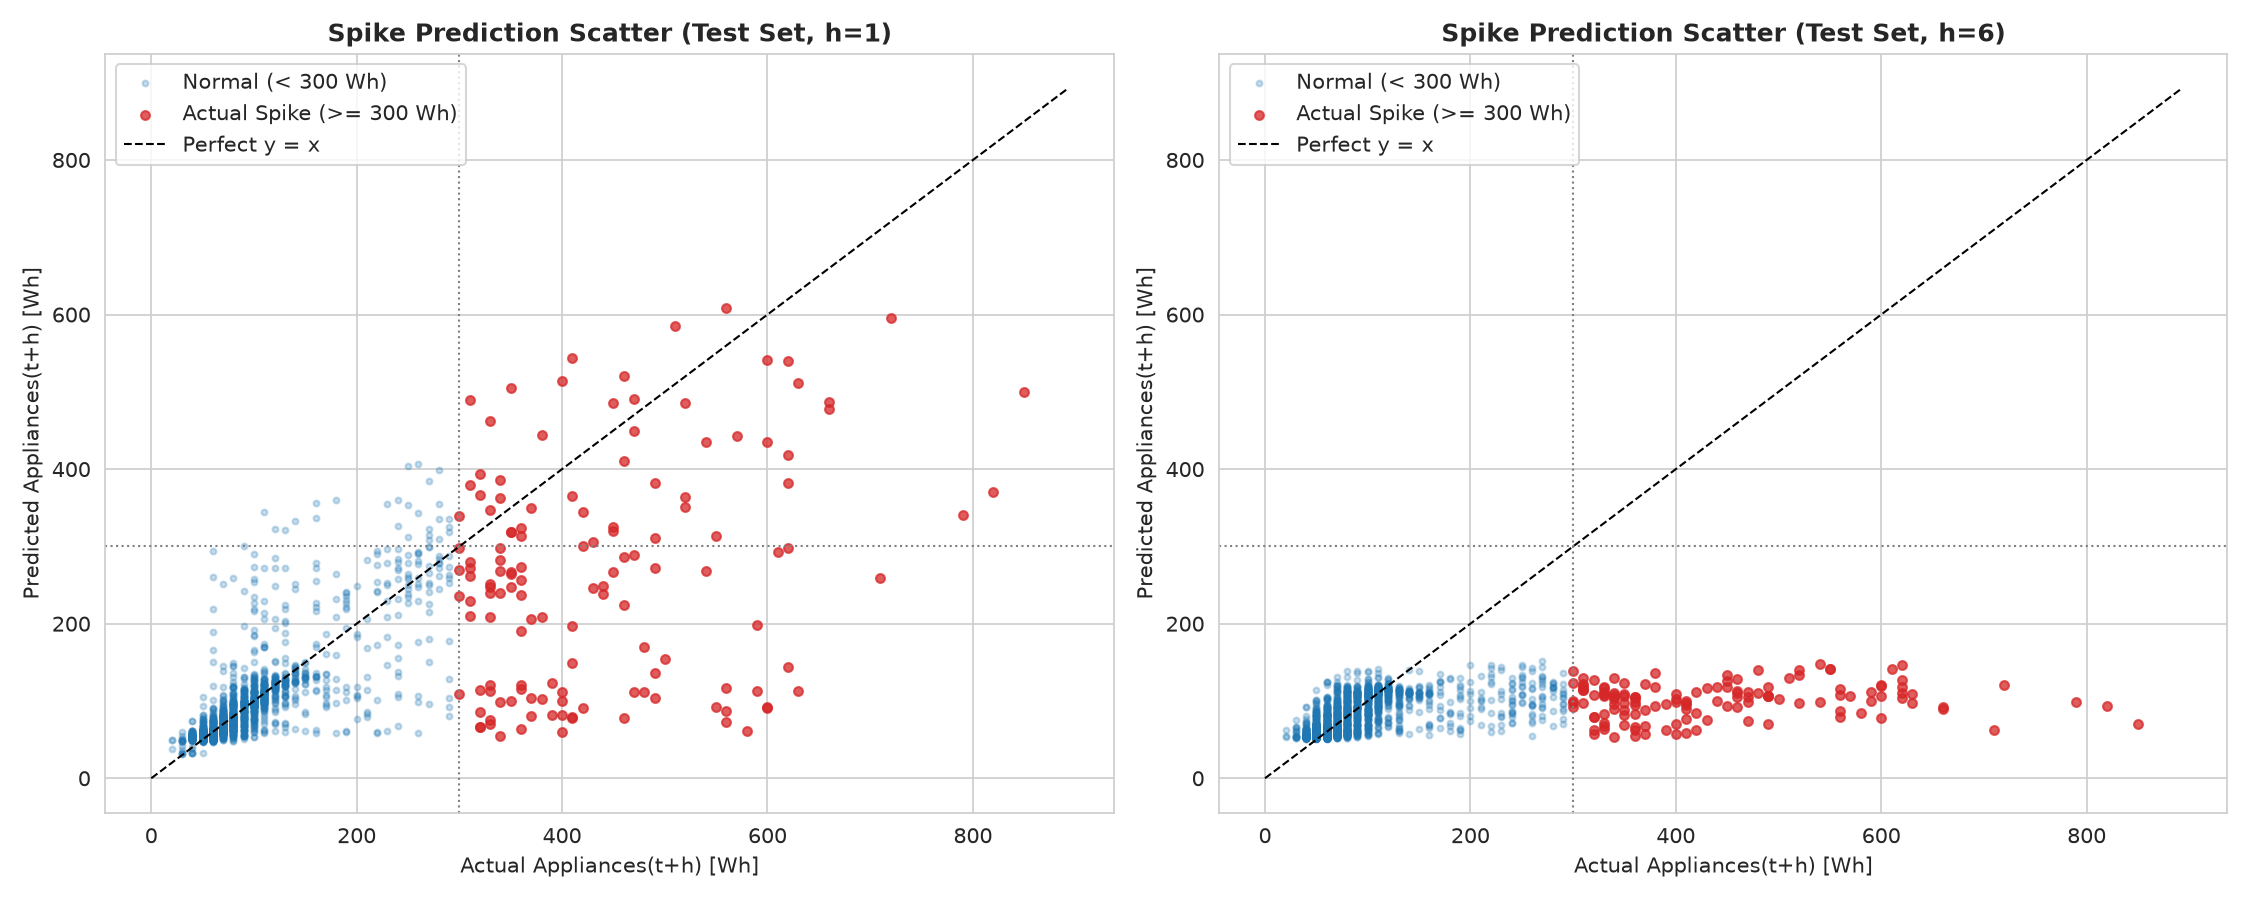 Spike Prediction Scatter (Test Set, h=1)
Normal (< 300 Wh)
Actual Spike (>= 300 Wh)
Perfect y = x
Predicted Appliances(t+h) [Wh]
800
600
400
200
0
0 200 400 600 800
Actual Appliances(t+h) [Wh]
Spike Prediction Scatter (Test Set, h=6)
Normal (< 300 Wh)
Actual Spike (>= 300 Wh)
Perfect y = x
Predicted Appliances(t+h) [Wh]
800
600
400
200
0
0 200 400 600 800
Actual Appliances(t+h) [Wh]